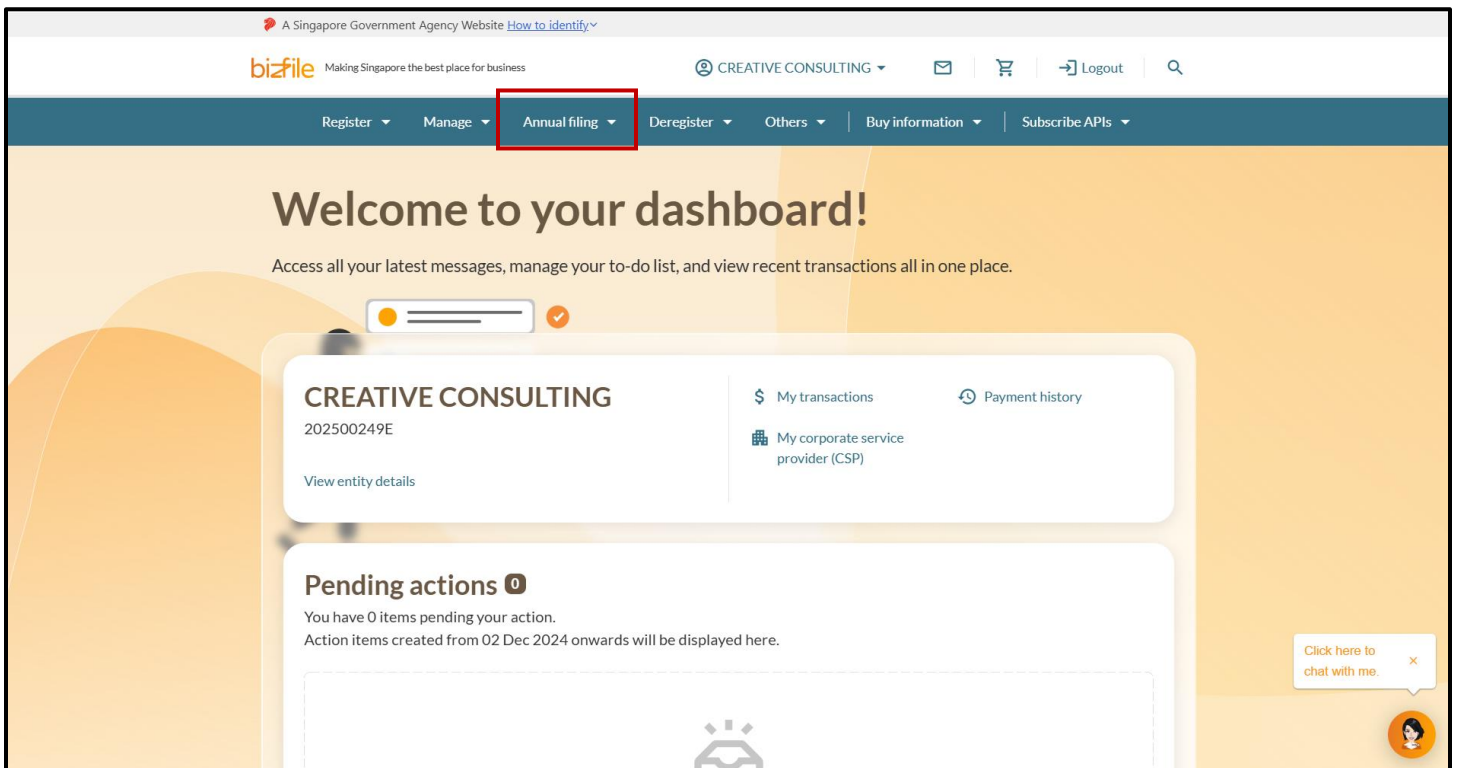 A Singapore Government Agency Website How to identify
bizfile Making Singapore the best place for business CREATIVE CONSULTING Logout
Register Manage Annual filing Deregister Others Buy information Subscribe APIs
Welcome to your dashboard!
Access all your latest messages, manage your to-do list, and view recent transactions all in one place.
CREATIVE CONSULTING
202500249E
View entity details
My transactions
Payment history
My corporate service
provider (CSP)
Pending actions 0
You have 0 items pending your action.
Action items created from 02 Dec 2024 onwards will be displayed here.
Click here to
chat with me.